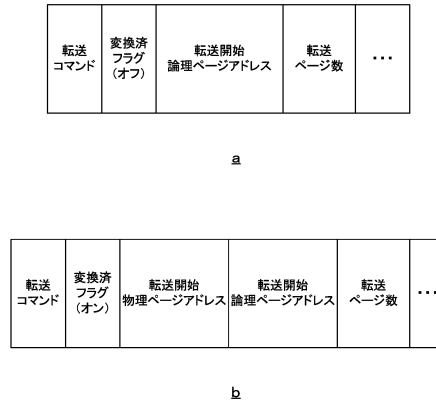 転送
コマンド
変換済
フラグ
(オフ)
転送開始
論理ページアドレス
転送
ページ数
...
a
転送
コマンド
変換済
フラグ
(オン)
転送開始
物理ページアドレス
転送開始
論理ページアドレス
転送
ページ数
...
b